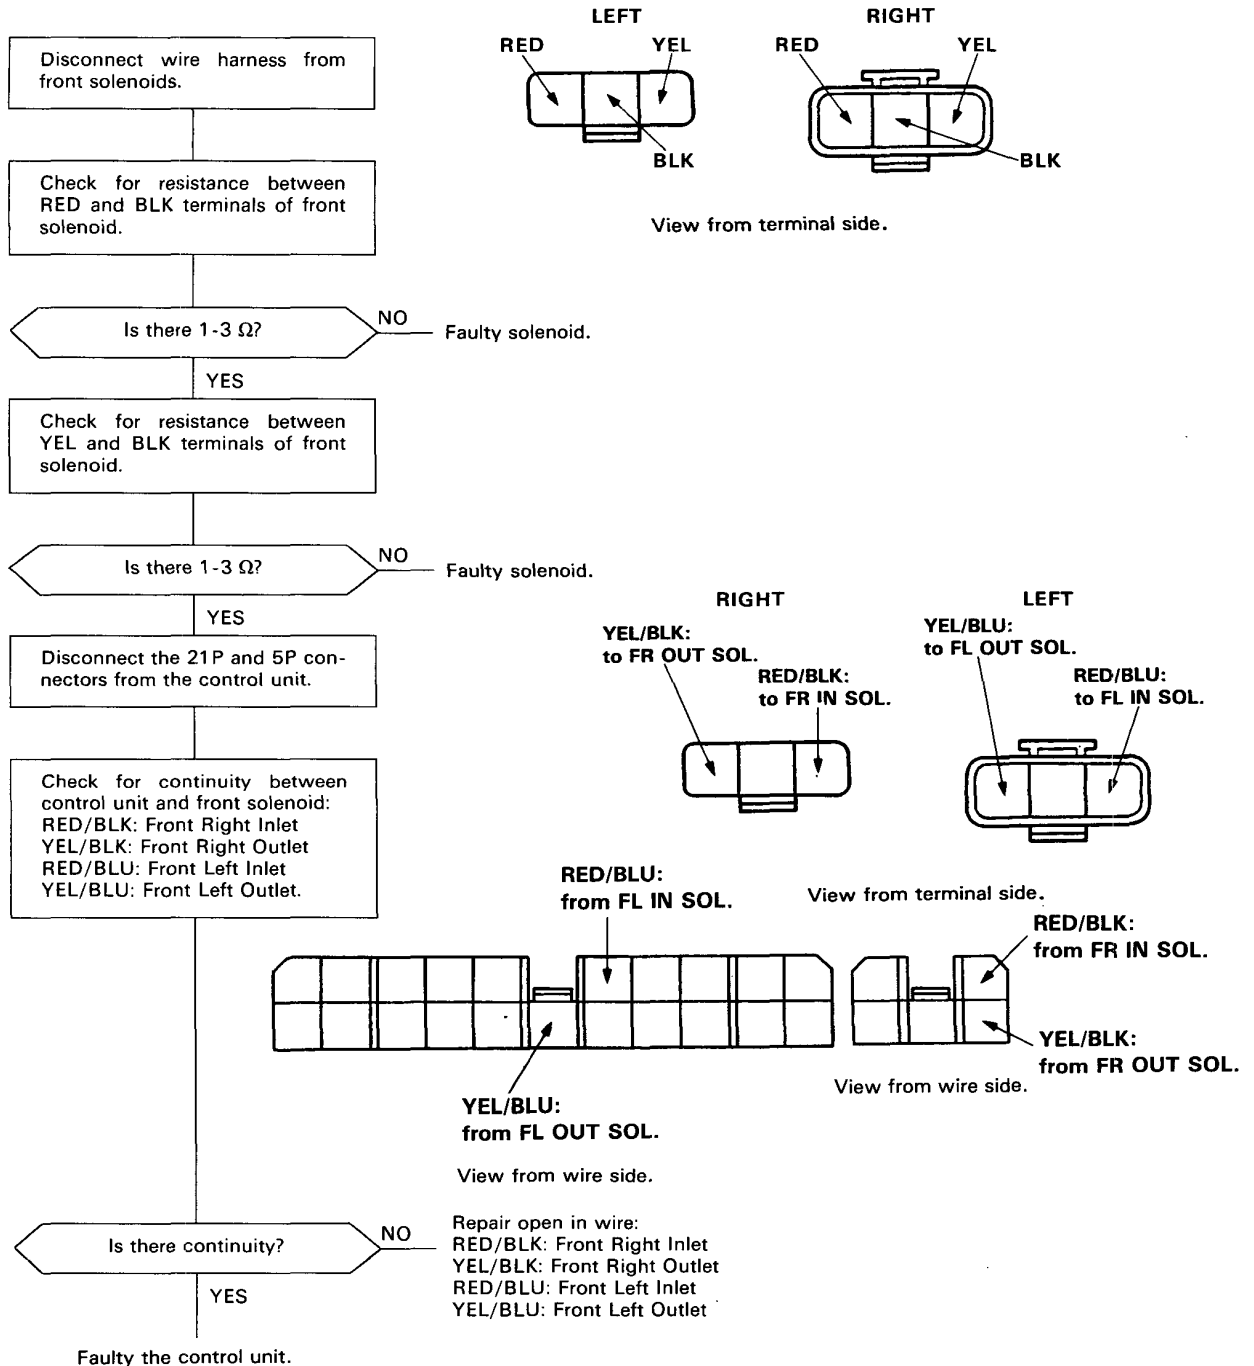 Disconnect wire harness from
front solenoids.
LEFT
RED
YEL
BLK
RIGHT
RED
YEL
BLK
View from terminal side.
Check for resistance between
RED and BLK terminals of front
solenoid.
Is there 1-3 Ω?
NO
Faulty solenoid.
YES
Check for resistance between
YEL and BLK terminals of front
solenoid.
Is there 1-3 Ω?
NO
Faulty solenoid.
YES
Disconnect the 21P and 5P con-
nectors from the control unit.
RIGHT
YEL/BLK:
to FR OUT SOL.
RED/BLK:
to FR IN SOL.
LEFT
YEL/BLU:
to FL OUT SOL.
RED/BLU:
to FL IN SOL.
View from terminal side.
Check for continuity between
control unit and front solenoid:
RED/BLK: Front Right Inlet
YEL/BLK: Front Right Outlet
RED/BLU: Front Left Inlet
YEL/BLU: Front Left Outlet.
RED/BLU:
from FL IN SOL.
YEL/BLU:
from FL OUT SOL.
View from wire side.
RED/BLK:
from FR IN SOL.
YEL/BLK:
from FR OUT SOL.
View from wire side.
Is there continuity?
NO
Repair open in wire:
RED/BLK: Front Right Inlet
YEL/BLK: Front Right Outlet
RED/BLU: Front Left Inlet
YEL/BLU: Front Left Outlet
YES
Faulty the control unit.